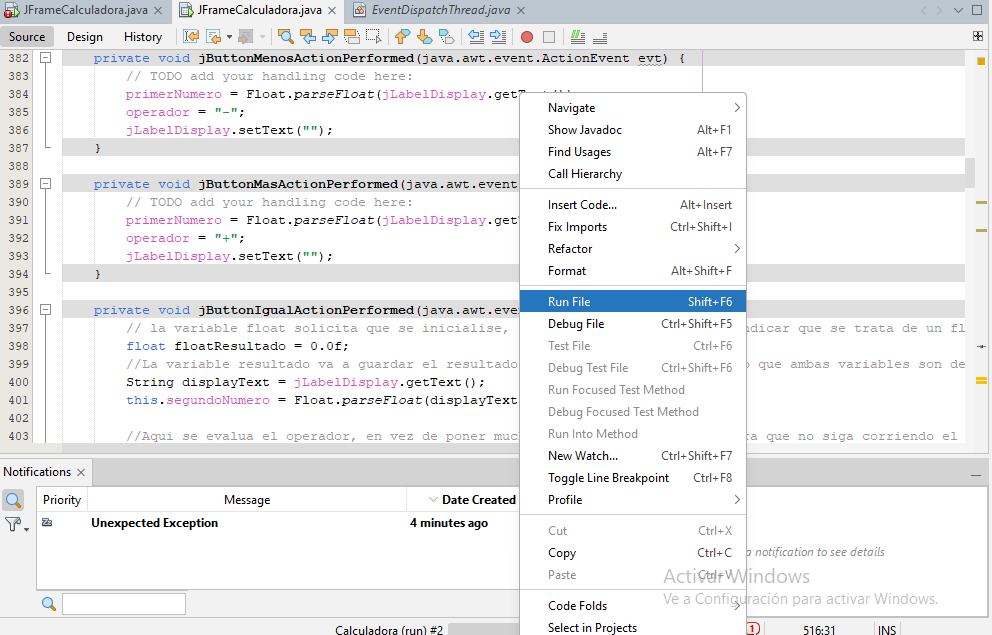 JFrameCalculadora.java
JFrameCalculadora.java
EventDispatchThread.java
Source Design History
382 private void jButtonMenosActionPerformed(java.awt.event.ActionEvent evt) {
383 // TODO add your handling code here:
384 primerNumero = Float.parseFloat(jLabelDisplay.get
385 operador = "-";
386 jLabelDisplay.setText("");
387 }
388
389 private void jButtonMasActionPerformed(java.awt.event
390 // TODO add your handling code here:
391 primerNumero = Float.parseFloat(jLabelDisplay.get
392 operador = "+";
393 jLabelDisplay.setText("");
394 }
395
396 private void jButtonIgualActionPerformed(java.awt.eve
397 // la variable float solicita que se inicialise, dicar que se trata de un fl
398 float floatResultado = 0.0f;
399 //La variable resultado va a guardar el resultado que ambas variables son de
400 String displayText = jLabelDisplay.getText();
401 this.segundoNumero = Float.parseFloat(displayText
402
403 //Aqui se evalua el operador, en vez de poner muc a que no siga corriendo el
Navigate
Show Javadoc Alt+F1
Find Usages Alt+F7
Call Hierarchy
Insert Code... Alt+Insert
Fix Imports Ctrl+Shift+I
Refactor
Format Alt+Shift+F
Run File Shift+F6
Debug File Ctrl+Shift+F5
Test File Ctrl+F6
Debug Test File Ctrl+Shift+F6
Run Focused Test Method
Debug Focused Test Method
Run Into Method
New Watch... Ctrl+Shift+F7
Toggle Line Breakpoint Ctrl+F8
Profile
Cut Ctrl+X
Copy Ctrl+C
Paste Ctrl+V
Code Folds
Select in Projects
Notifications
Priority Message Date Created
Unexpected Exception 4 minutes ago
a notification to see details
Activar Windows
Ve a Configuración para activar Windows.
Calculadora (run) #2 1 516:31 INS